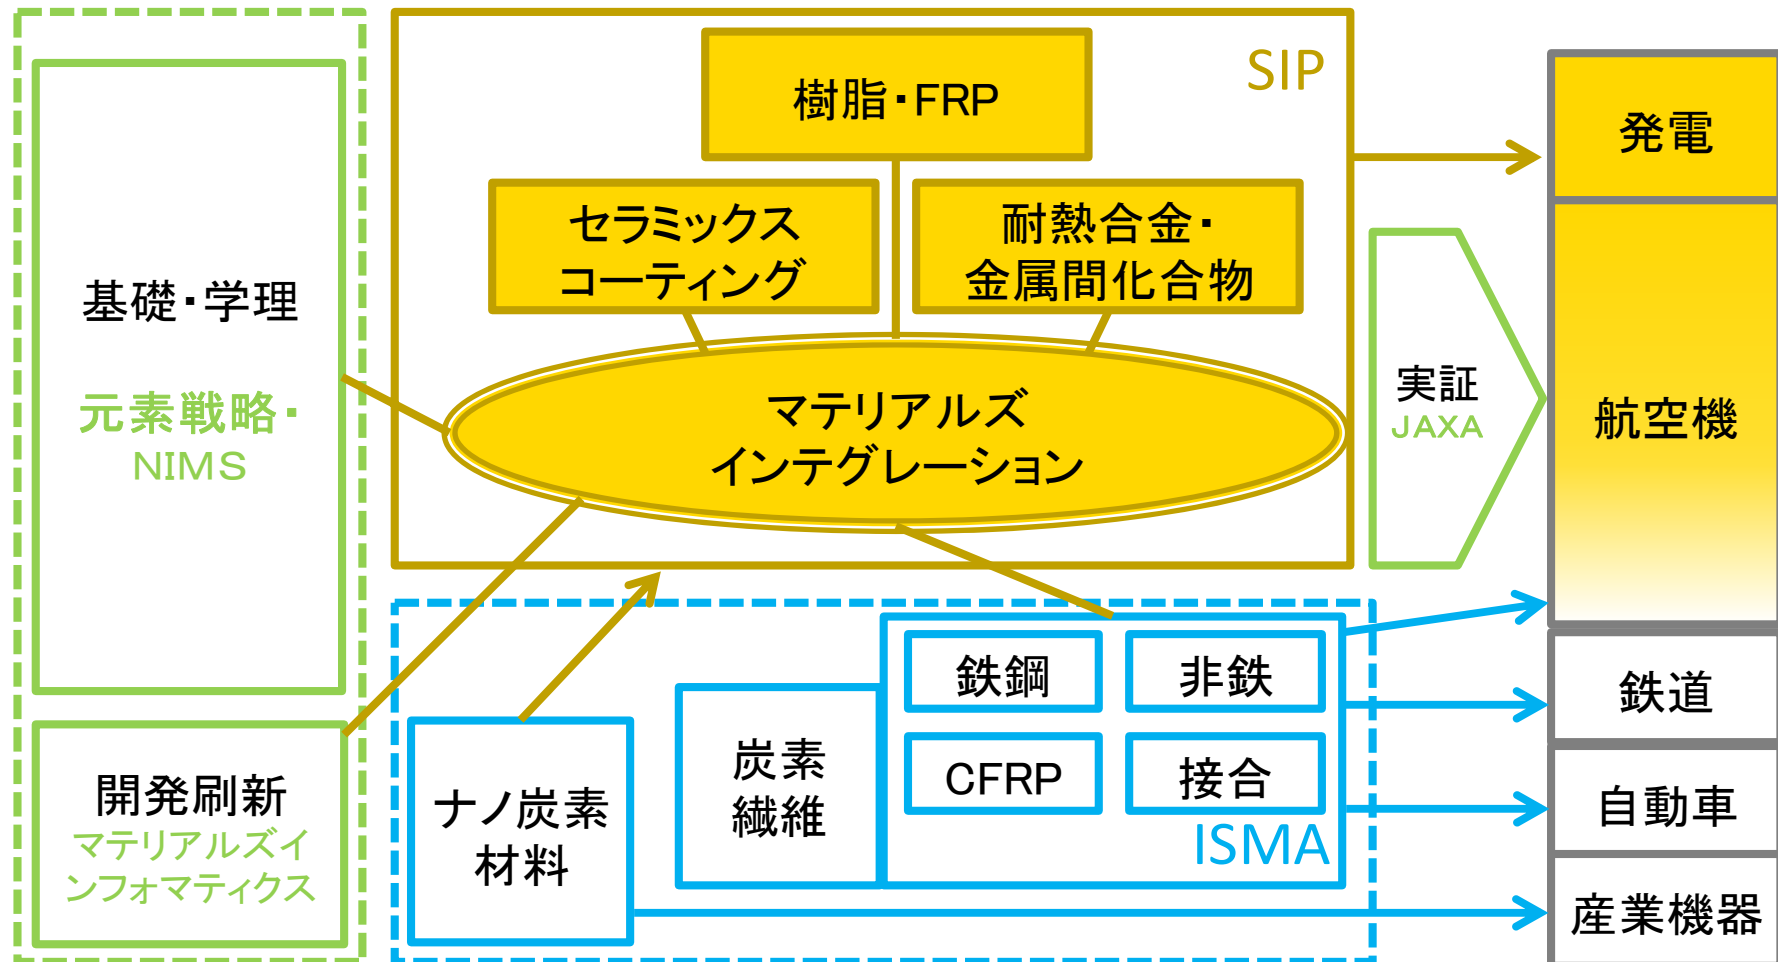 基礎・学理
元素戦略・
NIMS
開発刷新
マテリアルズイ
ンフォマティクス
SIP
樹脂・FRP
セラミックス
コーティング
耐熱合金・
金属間化合物
マテリアルズ
インテグレーション
実証
JAXA
ナノ炭素
材料
炭素
繊維
鉄鋼
非鉄
CFRP
接合
ISMA
発電
航空機
鉄道
自動車
産業機器